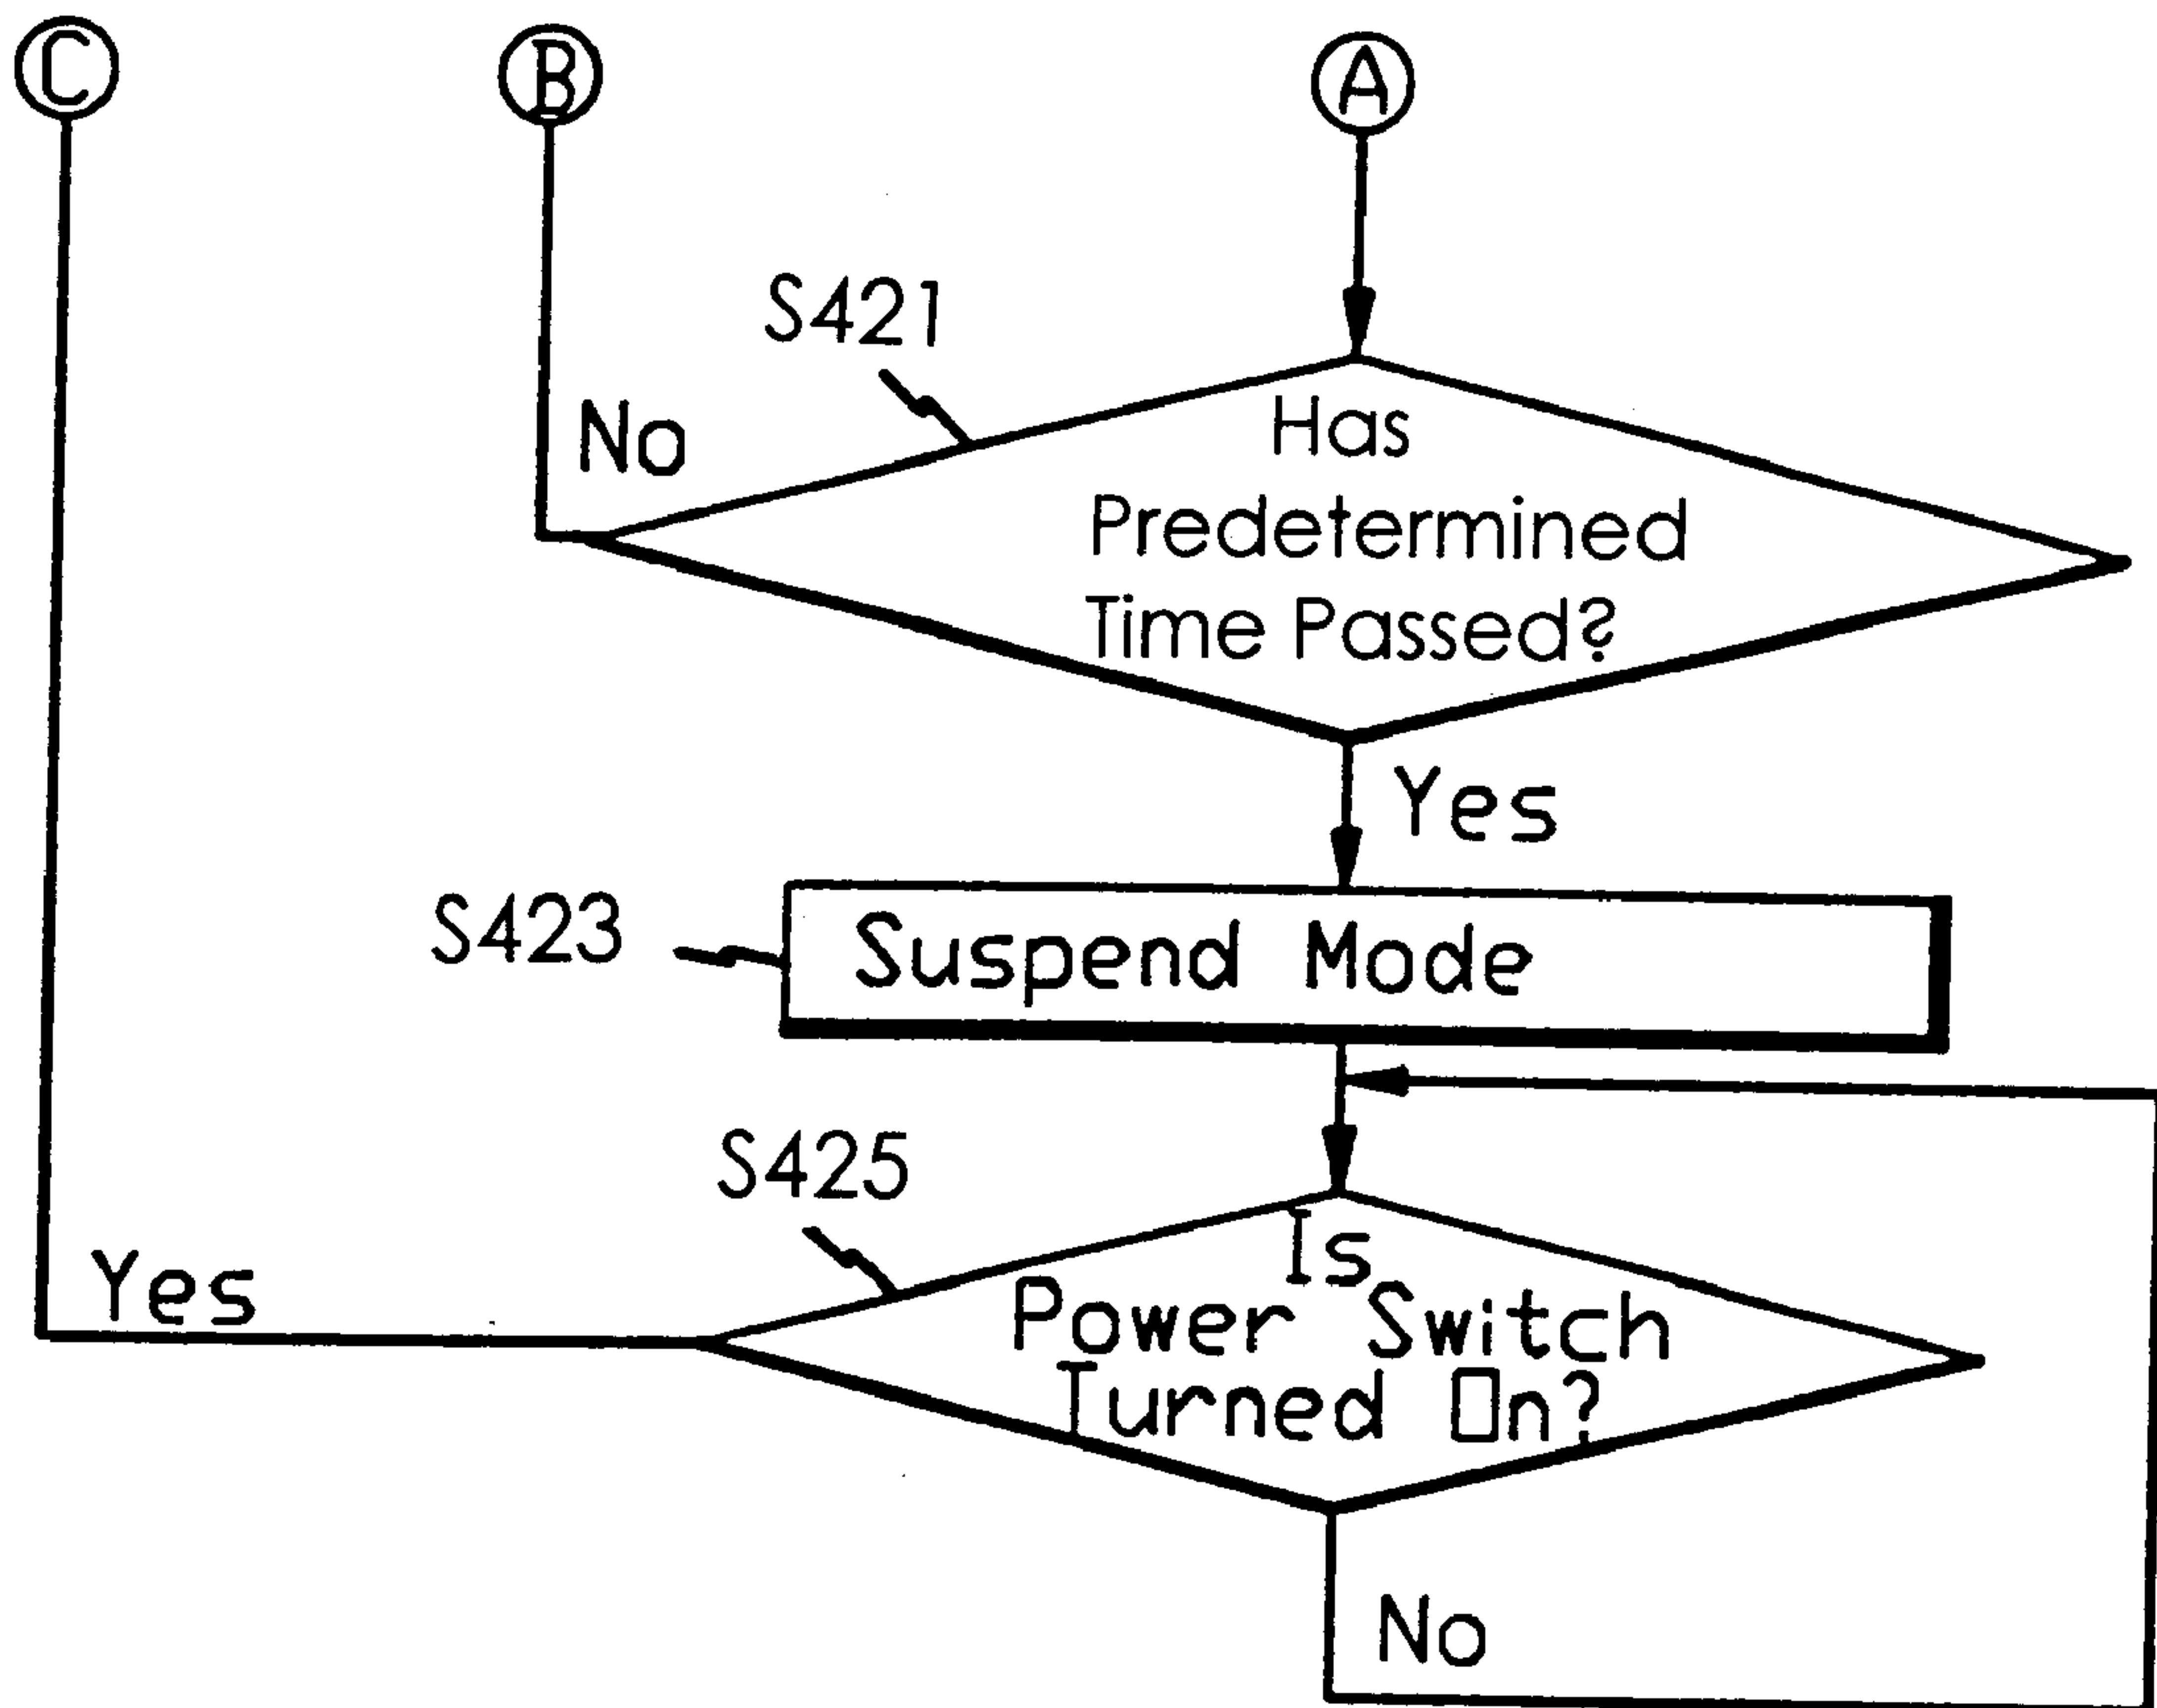 C
B
A
S421
No
Has
Predetermined
Time Passed?
Yes
S423
Suspend Mode
S425
Yes
Is
Power Switch
Turned On?
No